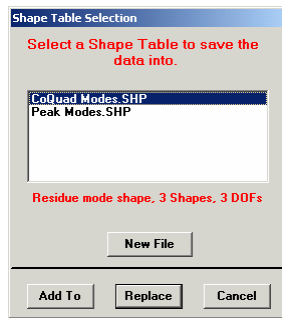 Shape Table Selection
Select a Shape Table to save the
data into.
CoQuad Modes.SHP
Peak Modes.SHP
Residue mode shape, 3 Shapes, 3 DOFs
New File
Add To Replace Cancel